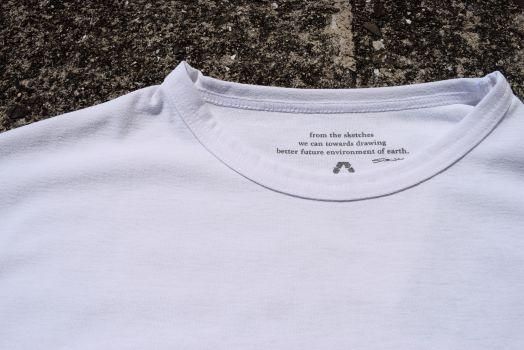 from the sketches
we can towards drawing
better future environment of earth.